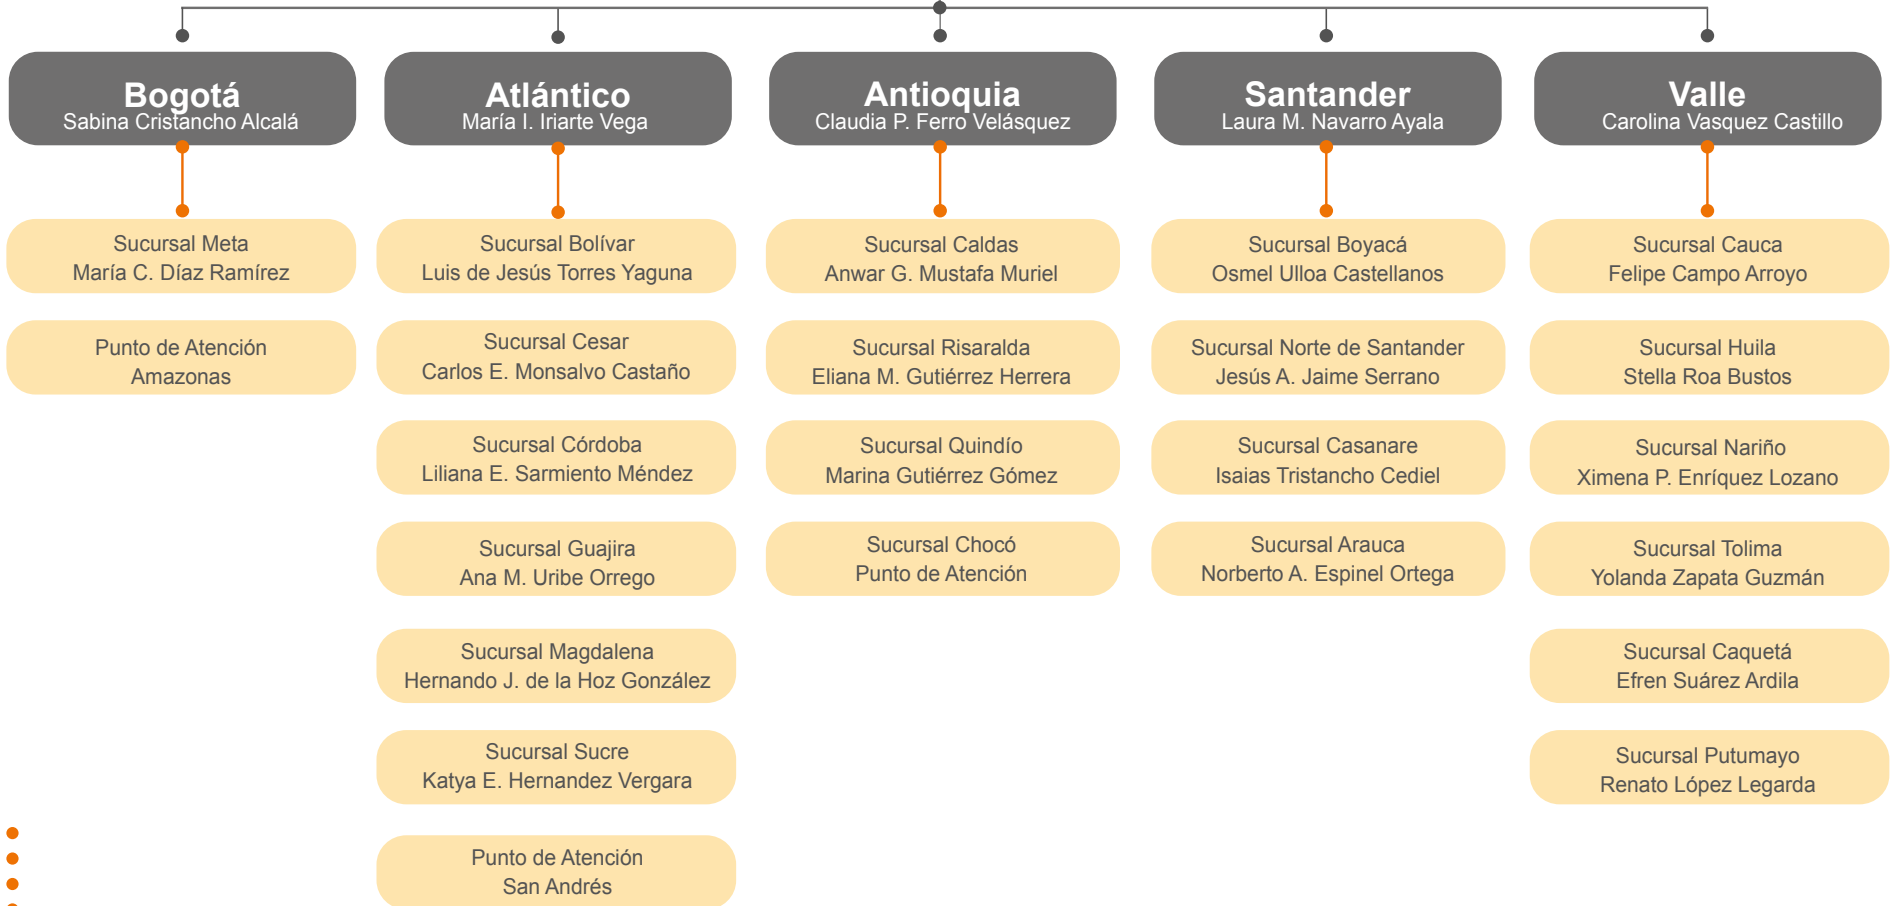 Bogotá
Sabina Cristancho Alcalá
Sucursal Meta
María C. Díaz Ramírez
Punto de Atención
Amazonas
Atlántico
María I. Iriarte Vega
Sucursal Bolívar
Luis de Jesús Torres Yaguna
Sucursal Cesar
Carlos E. Monsalvo Castaño
Sucursal Córdoba
Liliana E. Sarmiento Méndez
Sucursal Guajira
Ana M. Uribe Orrego
Sucursal Magdalena
Hernando J. de la Hoz González
Sucursal Sucre
Katya E. Hernandez Vergara
Punto de Atención
San Andrés
Antioquia
Claudia P. Ferro Velásquez
Sucursal Caldas
Anwar G. Mustafa Muriel
Sucursal Risaralda
Eliana M. Gutiérrez Herrera
Sucursal Quindío
Marina Gutiérrez Gómez
Sucursal Chocó
Punto de Atención
Santander
Laura M. Navarro Ayala
Sucursal Boyacá
Osmel Ulloa Castellanos
Sucursal Norte de Santander
Jesús A. Jaime Serrano
Sucursal Casanare
Isaias Tristancho Cediel
Sucursal Arauca
Norberto A. Espinel Ortega
Valle
Carolina Vasquez Castillo
Sucursal Cauca
Felipe Campo Arroyo
Sucursal Huila
Stella Roa Bustos
Sucursal Nariño
Ximena P. Enríquez Lozano
Sucursal Tolima
Yolanda Zapata Guzmán
Sucursal Caquetá
Efren Suárez Ardila
Sucursal Putumayo
Renato López Legarda